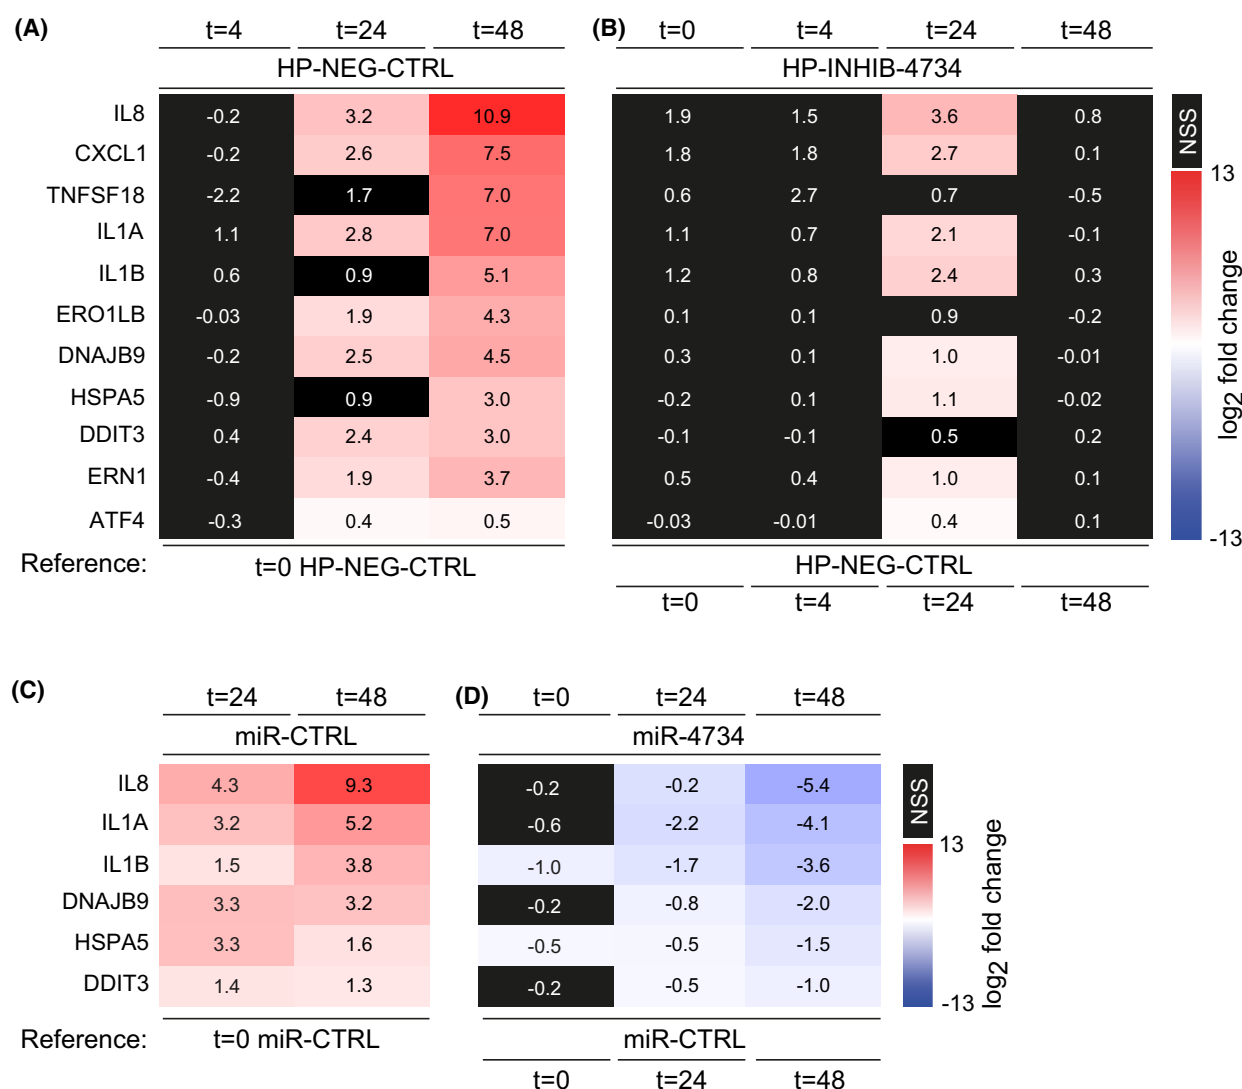 (A) t=4 t=24 t=48 (B) t=0 t=4 t=24 t=48
HP-NEG-CTRL HP-INHIB-4734
IL8 -0.2 3.2 10.9 1.9 1.5 3.6 0.8 NSS
CXCL1 -0.2 2.6 7.5 1.8 1.8 2.7 0.1
13
TNFSF18 -2.2 1.7 7.0 0.6 2.7 0.7 -0.5
IL1A 1.1 2.8 7.0 1.1 0.7 2.1 -0.1
IL1B 0.6 0.9 5.1 1.2 0.8 2.4 0.3
ERO1LB -0.03 1.9 4.3 0.1 0.1 0.9 -0.2
log2 fold change
DNAJB9 -0.2 2.5 4.5 0.3 0.1 1.0 -0.01
HSPA5 -0.9 0.9 3.0 -0.2 0.1 1.1 -0.02
DDIT3 0.4 2.4 3.0 -0.1 -0.1 0.5 0.2
ERN1 -0.4 1.9 3.7 0.5 0.4 1.0 0.1
ATF4 -0.3 0.4 0.5 -0.03 -0.01 0.4 0.1
-13
Reference: t=0 HP-NEG-CTRL HP-NEG-CTRL
t=0 t=4 t=24 t=48
(C) t=24 t=48 (D) t=0 t=24 t=48
miR-CTRL miR-4734
IL8 4.3 9.3 -0.2 -0.2 -5.4 NSS
IL1A 3.2 5.2 -0.6 -2.2 -4.1
13
IL1B 1.5 3.8 -1.0 -1.7 -3.6
DNAJB9 3.3 3.2 -0.2 -0.8 -2.0
log2 fold change
HSPA5 3.3 1.6 -0.5 -0.5 -1.5
DDIT3 1.4 1.3 -0.2 -0.5 -1.0
-13
Reference: t=0 miR-CTRL miR-CTRL
t=0 t=24 t=48